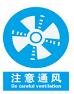 注意通风
Be careful ventilation